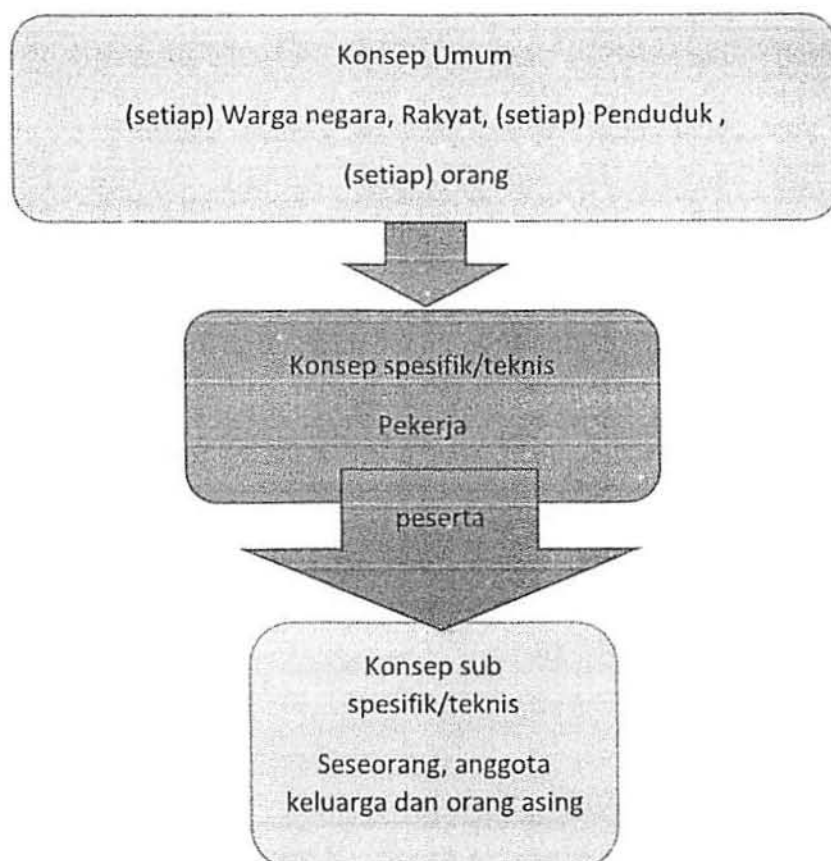 Konsep Umum
(setiap) Warga negara, Rakyat, (setiap) Penduduk ,
(setiap) orang
Konsep spesifik/teknis
Pekerja
peserta
Konsep sub
spesifik/teknis
Seseorang, anggota
keluarga dan orang asing